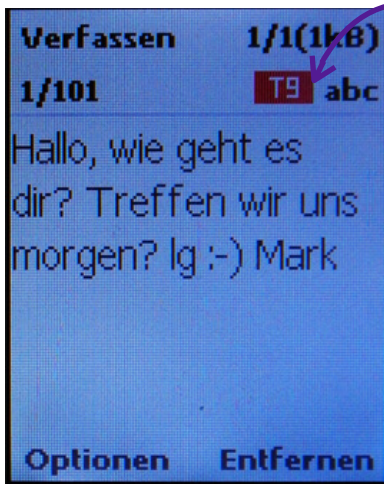 Verfassen 1/1(1kB)
1/101 T9 abc
Hallo, wie geht es
dir? Treffen wir uns
morgen? lg :-) Mark
Optionen Entfernen